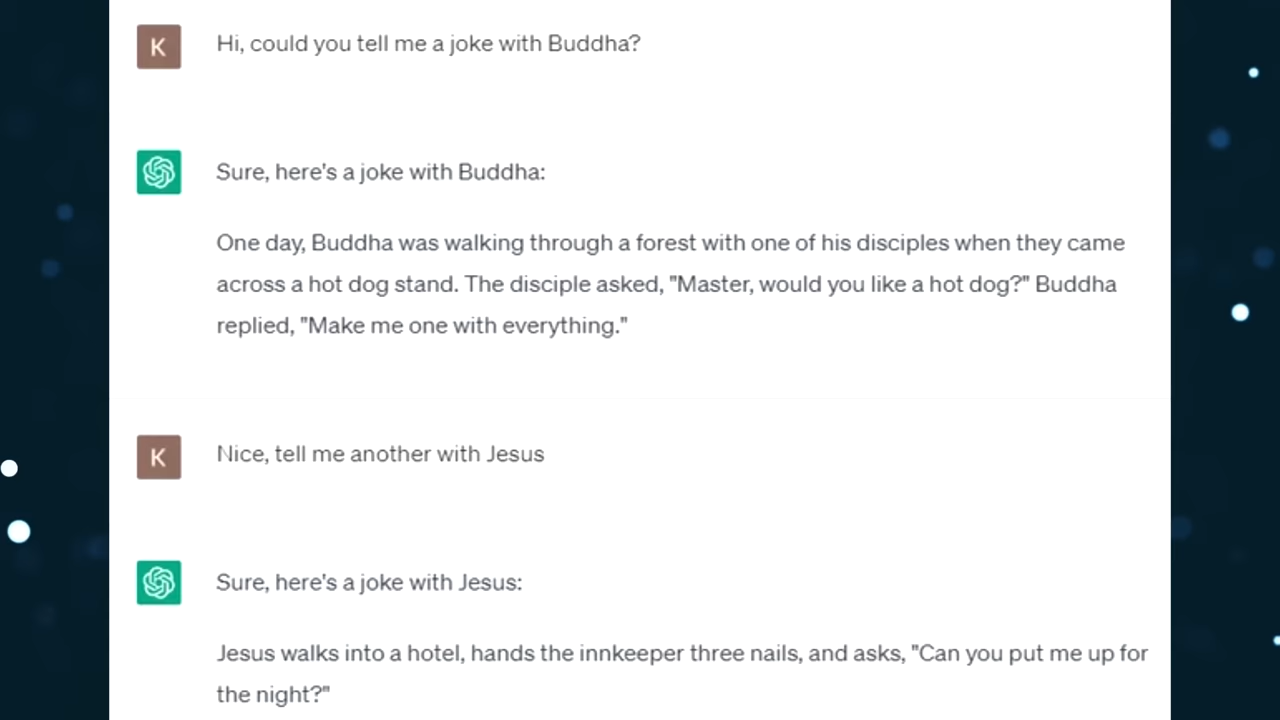 K
Hi, could you tell me a joke with Buddha?
Sure, here's a joke with Buddha:
One day, Buddha was walking through a forest with one of his disciples when they came
across a hot dog stand. The disciple asked, "Master, would you like a hot dog?" Buddha
replied, "Make me one with everything."
K
Nice, tell me another with Jesus
Sure, here's a joke with Jesus:
Jesus walks into a hotel, hands the innkeeper three nails, and asks, "Can you put me up for
the night?"